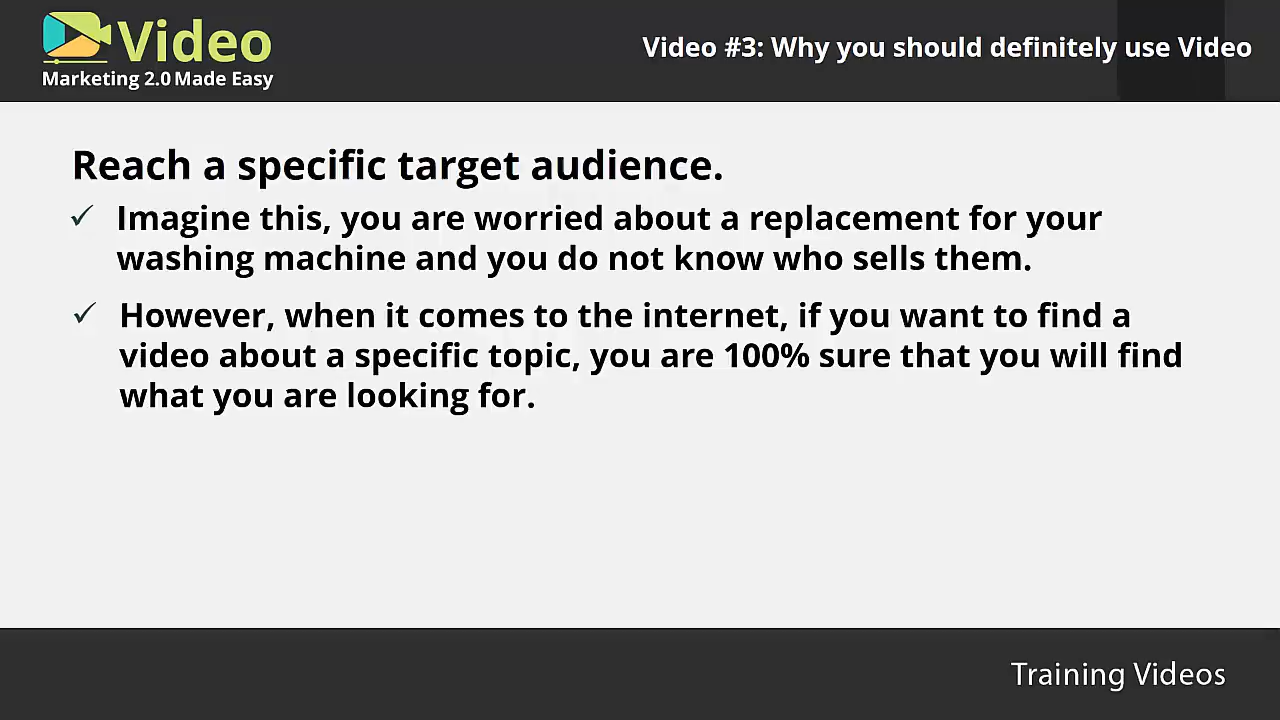 Video
Marketing 2.0 Made Easy
Video #3: Why you should definitely use Video
Reach a specific target audience.
✓ Imagine this, you are worried about a replacement for your
washing machine and you do not know who sells them.
✓ However, when it comes to the internet, if you want to find a
video about a specific topic, you are 100% sure that you will find
what you are looking for.
Training Videos